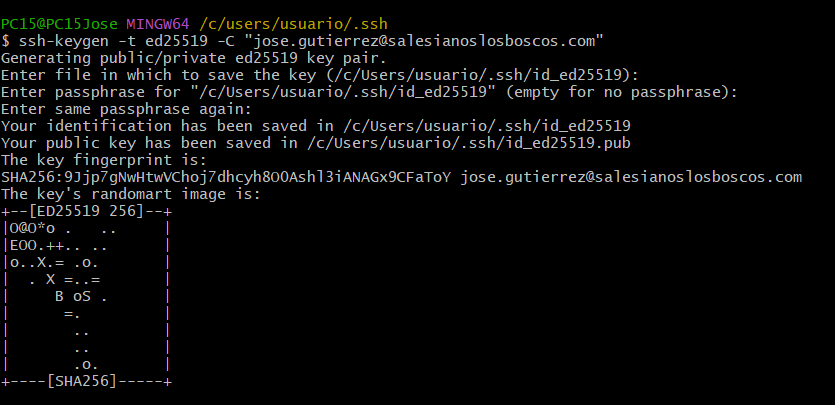 PC15@PC15Jose MINGW64 /c/users/usuario/.ssh
$ ssh-keygen -t ed25519 -C "jose.gutierrez@salesianoslosboscos.com"
Generating public/private ed25519 key pair.
Enter file in which to save the key (/c/Users/usuario/.ssh/id_ed25519):
Enter passphrase for "/c/Users/usuario/.ssh/id_ed25519" (empty for no passphrase):
Enter same passphrase again:
Your identification has been saved in /c/Users/usuario/.ssh/id_ed25519
Your public key has been saved in /c/Users/usuario/.ssh/id_ed25519.pub
The key fingerprint is:
SHA256:9Jjp7gNwHtwVChoj7dhcyh8OOAshl3iANAGx9CFaToY jose.gutierrez@salesianoslosboscos.com
The key's randomart image is:
+--[ED25519 256]--+
|O@O*o .   ..     |
|EOO.++.. ..      |
|o..X.= .o.       |
|  . X =..=       |
|     B oS .      |
|      =.         |
|       ..        |
|       ..        |
|       .o.       |
+----[SHA256]-----+